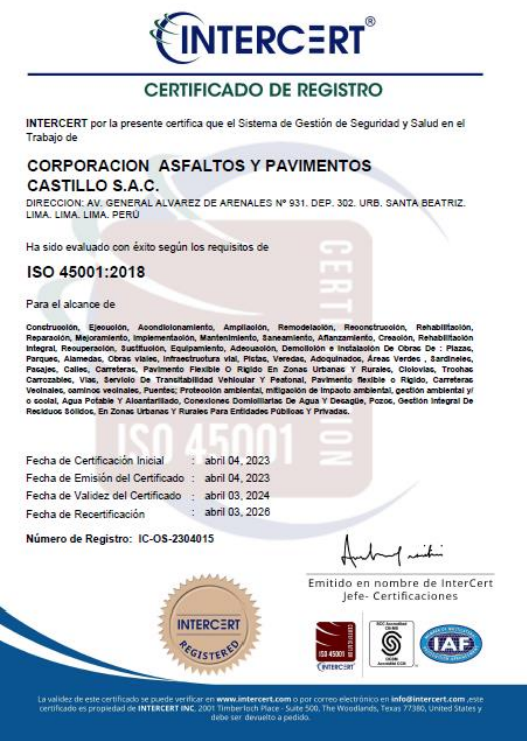 INTERCERT®
CERTIFICADO DE REGISTRO
INTERCERT por la presente certifica que el Sistema de Gestión de Seguridad y Salud en el
Trabajo de
CORPORACION ASFALTOS Y PAVIMENTOS
CASTILLO S.A.C.
DIRECCION: AV. GENERAL ALVAREZ DE ARENALES N° 931. DEP. 302. URB. SANTA BEATRIZ.
LIMA. LIMA. LIMA. PERÚ
Ha sido evaluado con éxito según los requisitos de
ISO 45001:2018
Para el alcance de
Construcción, Ejecución, Acondicionamiento, Ampliación, Remodelación, Reconstrucción, Rehabilitación,
Reparación, Mejoramiento, Implementación, Mantenimiento, Saneamiento, Afianzamiento, Creación, Rehabilitación
Integral, Recuperación, Sustitución, Equipamiento, Adecuación, Demolición e Instalación De Obras De : Plazas,
Parques, Alamedas, Obras viales, Infraestructura vial, Pistas, Veredas, Adoquinados, Áreas Verdes , Sardineles,
Pasajes, Calles, Carreteras, Pavimento Flexible O Rígido En Zonas Urbanas Y Rurales, Ciclovías, Trochas
Carrozables, Vías, Servicio De Transitabilidad Vehicular Y Peatonal, Pavimento flexible o Rígido, Carreteras
Vecinales, caminos vecinales, Puentes; Protección ambiental, mitigación de impacto ambiental, gestión ambiental y/
o social, Agua Potable Y Alcantarillado, Conexiones Domiciliarias De Agua Y Desagüe, Pozos, Gestión Integral De
Residuos Sólidos, En Zonas Urbanas Y Rurales Para Entidades Públicas Y Privadas.
CERTIFICATION
ISO 45001
Fecha de Certificación Inicial : abril 04, 2023
Fecha de Emisión del Certificado : abril 04, 2023
Fecha de Validez del Certificado : abril 03, 2024
Fecha de Recertificación : abril 03, 2026
Número de Registro: IC-OS-2304015
Emitido en nombre de InterCert
Jefe- Certificaciones
INTERCERT
REGISTERED
ISO 45001
INTERCERT
IAF
La validez de este certificado se puede verificar en www.intercert.com o por correo electrónico en info@intercert.com ,este
certificado es propiedad de INTERCERT INC, 2001 Timberloch Place - Suite 500, The Woodlands, Texas 77380, United States y
debe ser devuelto a pedido.